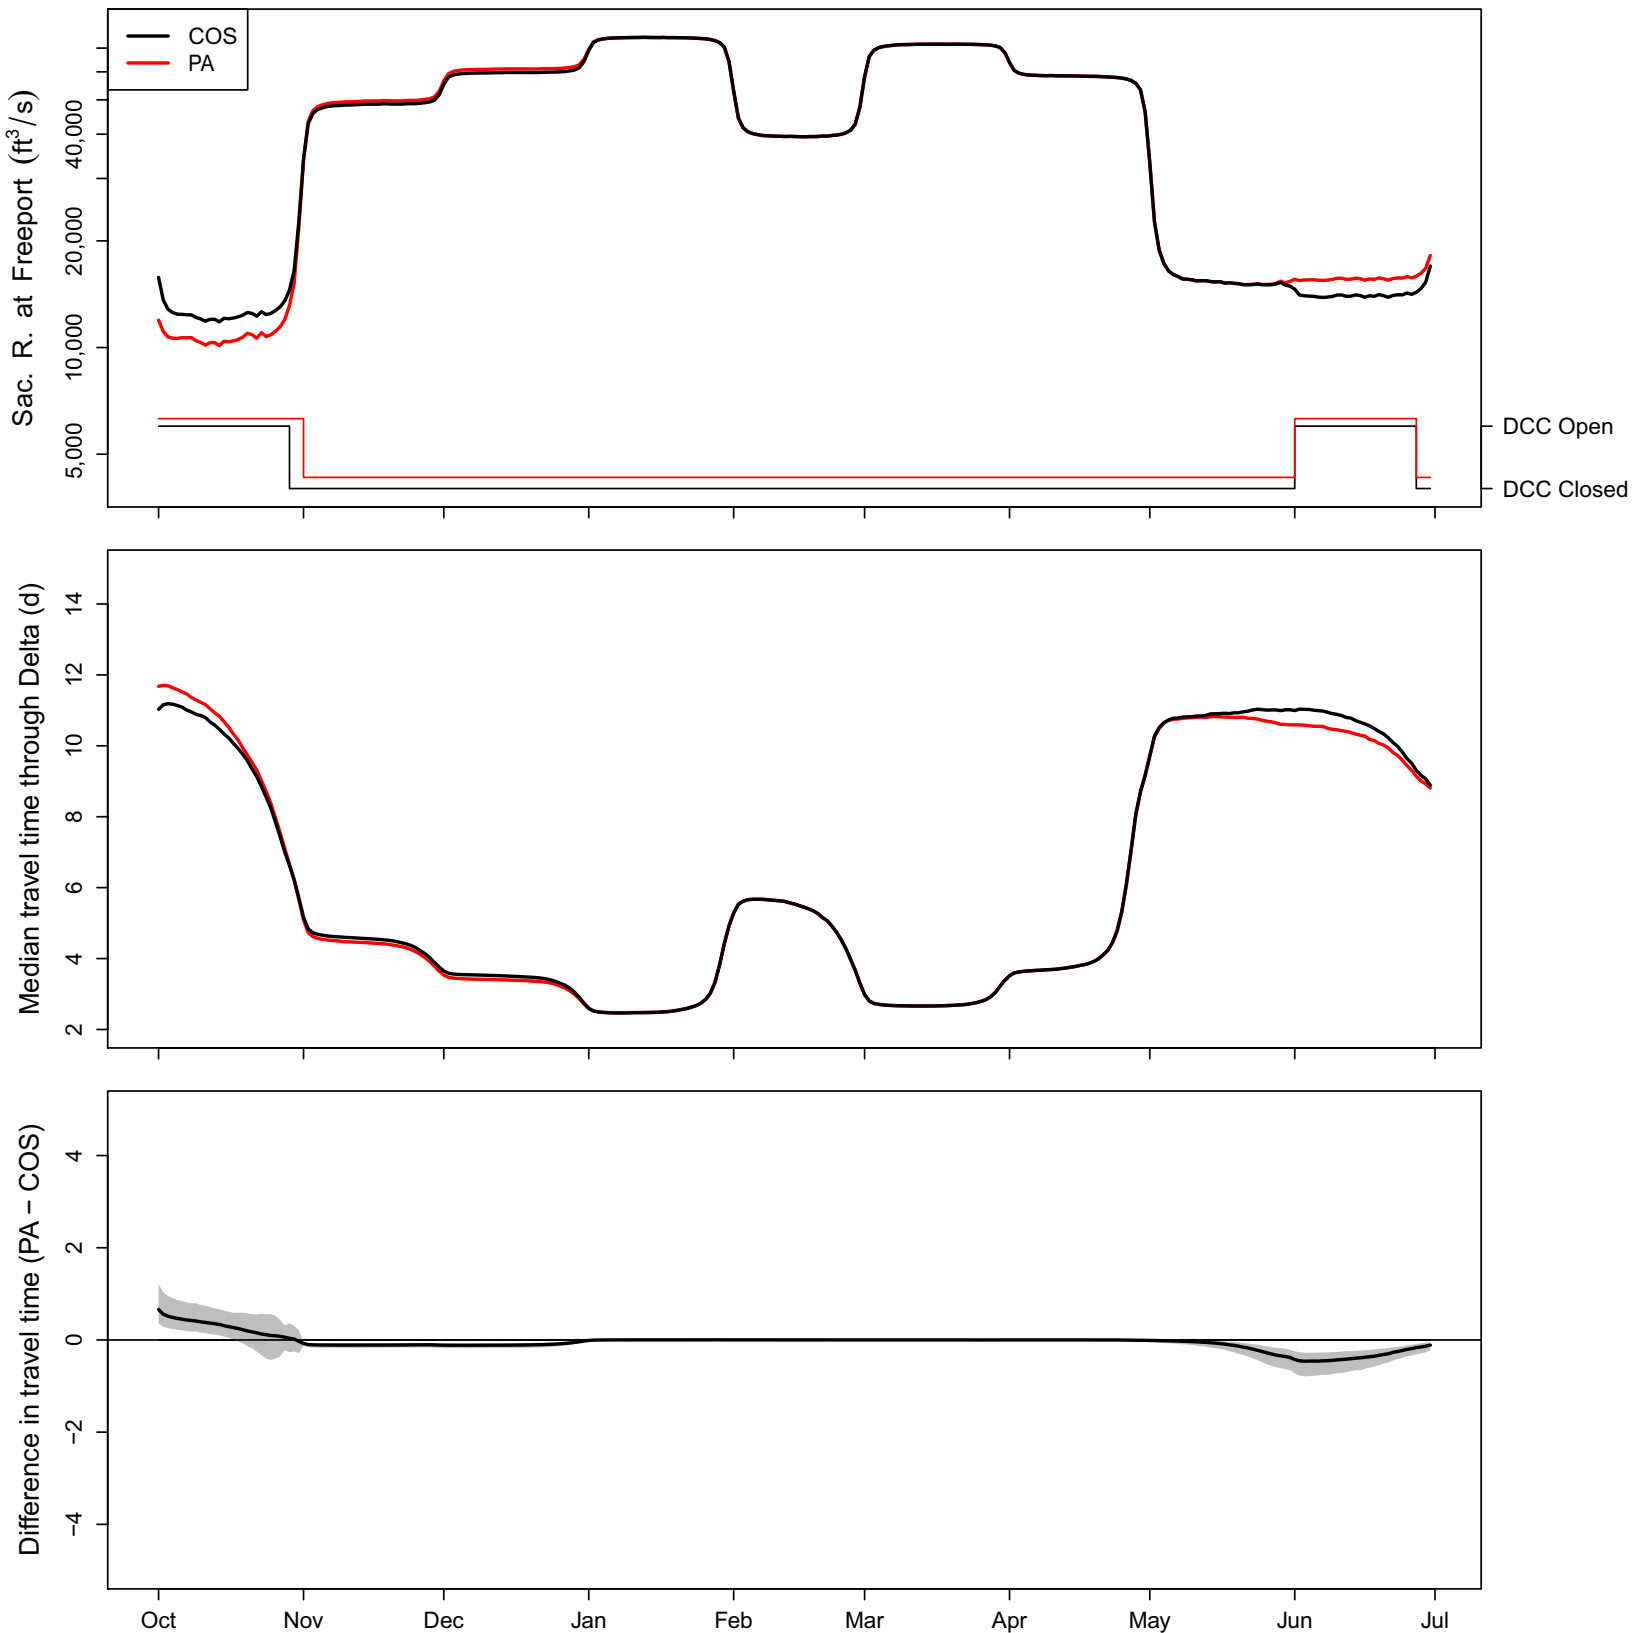 COS
PA
Sac. R. at Freeport (ft³/s)
40,000
20,000
10,000
5,000
DCC Open
DCC Closed
Median travel time through Delta (d)
14
12
10
8
6
4
2
Difference in travel time (PA − COS)
4
2
0
−2
−4
Oct Nov Dec Jan Feb Mar Apr May Jun Jul